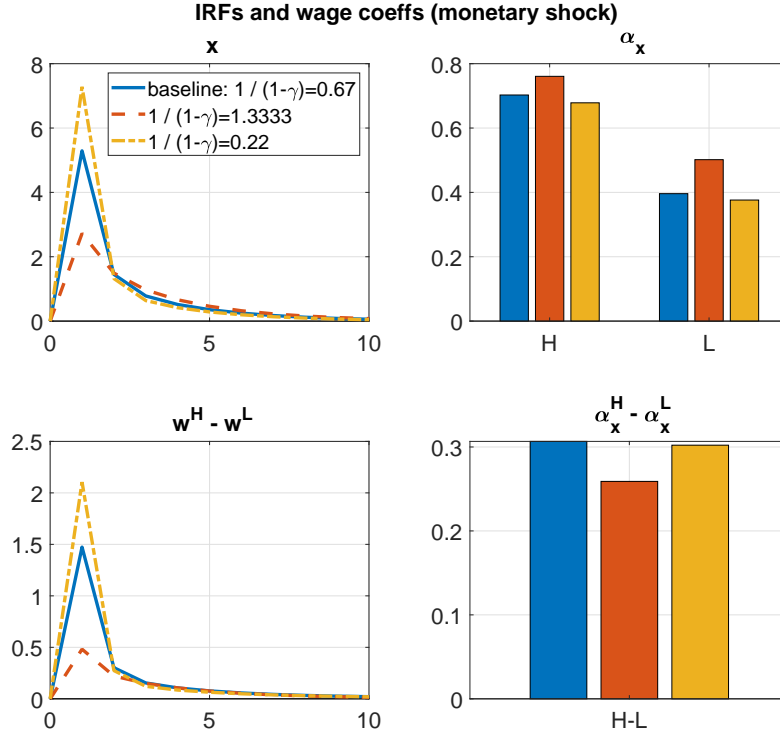 IRFs and wage coeffs (monetary shock)
x
8
6
4
2
0
0 5 10
baseline: 1 / (1-γ)=0.67
1 / (1-γ)=1.3333
1 / (1-γ)=0.22
α_x
0.8
0.6
0.4
0.2
0
H L
w^H - w^L
2.5
2
1.5
1
0.5
0
0 5 10
α_x^H - α_x^L
0.3
0.2
0.1
0
H-L